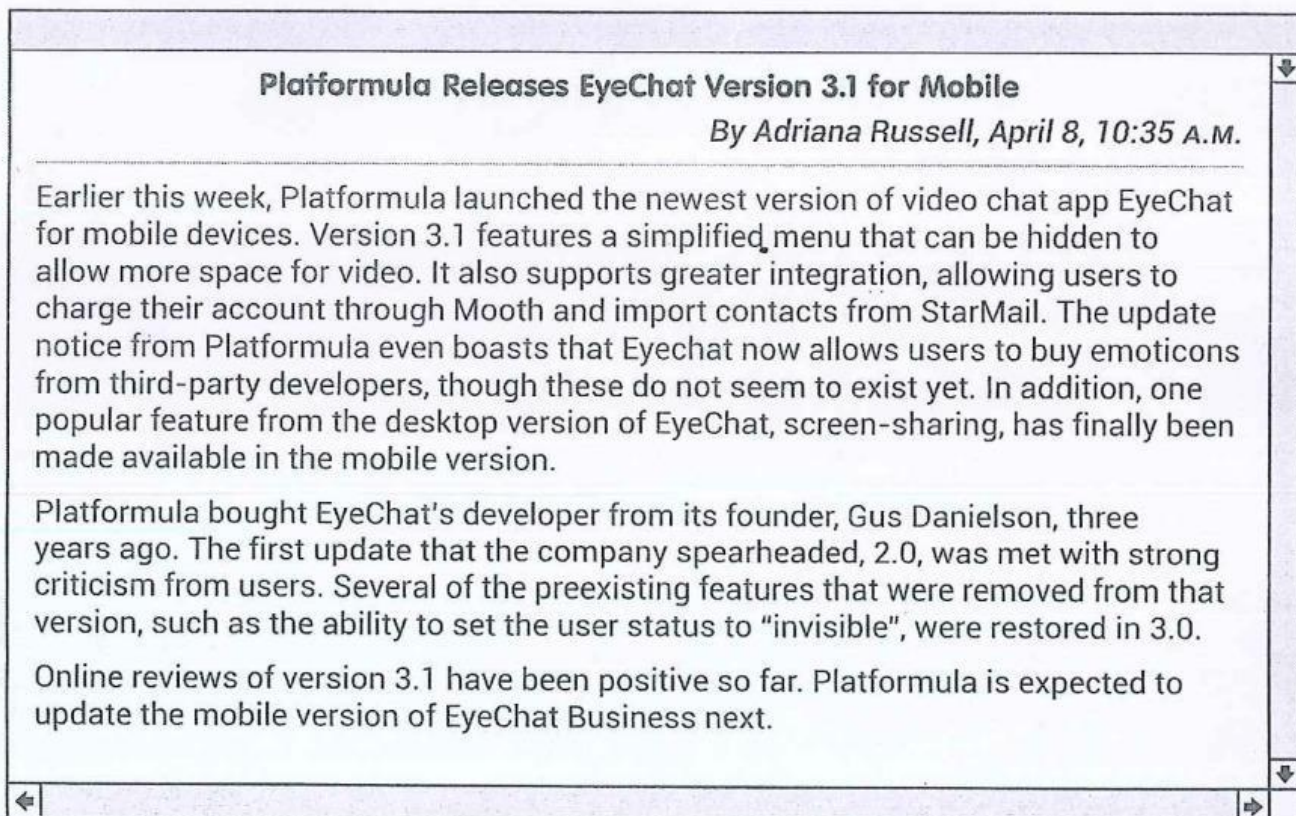 Platformula Releases EyeChat Version 3.1 for Mobile
By Adriana Russell, April 8, 10:35 A.M.
Earlier this week, Platformula launched the newest version of video chat app EyeChat
for mobile devices. Version 3.1 features a simplified menu that can be hidden to
allow more space for video. It also supports greater integration, allowing users to
charge their account through Mooth and import contacts from StarMail. The update
notice from Platformula even boasts that Eyechat now allows users to buy emoticons
from third-party developers, though these do not seem to exist yet. In addition, one
popular feature from the desktop version of EyeChat, screen-sharing, has finally been
made available in the mobile version.
Platformula bought EyeChat's developer from its founder, Gus Danielson, three
years ago. The first update that the company spearheaded, 2.0, was met with strong
criticism from users. Several of the preexisting features that were removed from that
version, such as the ability to set the user status to "invisible", were restored in 3.0.
Online reviews of version 3.1 have been positive so far. Platformula is expected to
update the mobile version of EyeChat Business next.